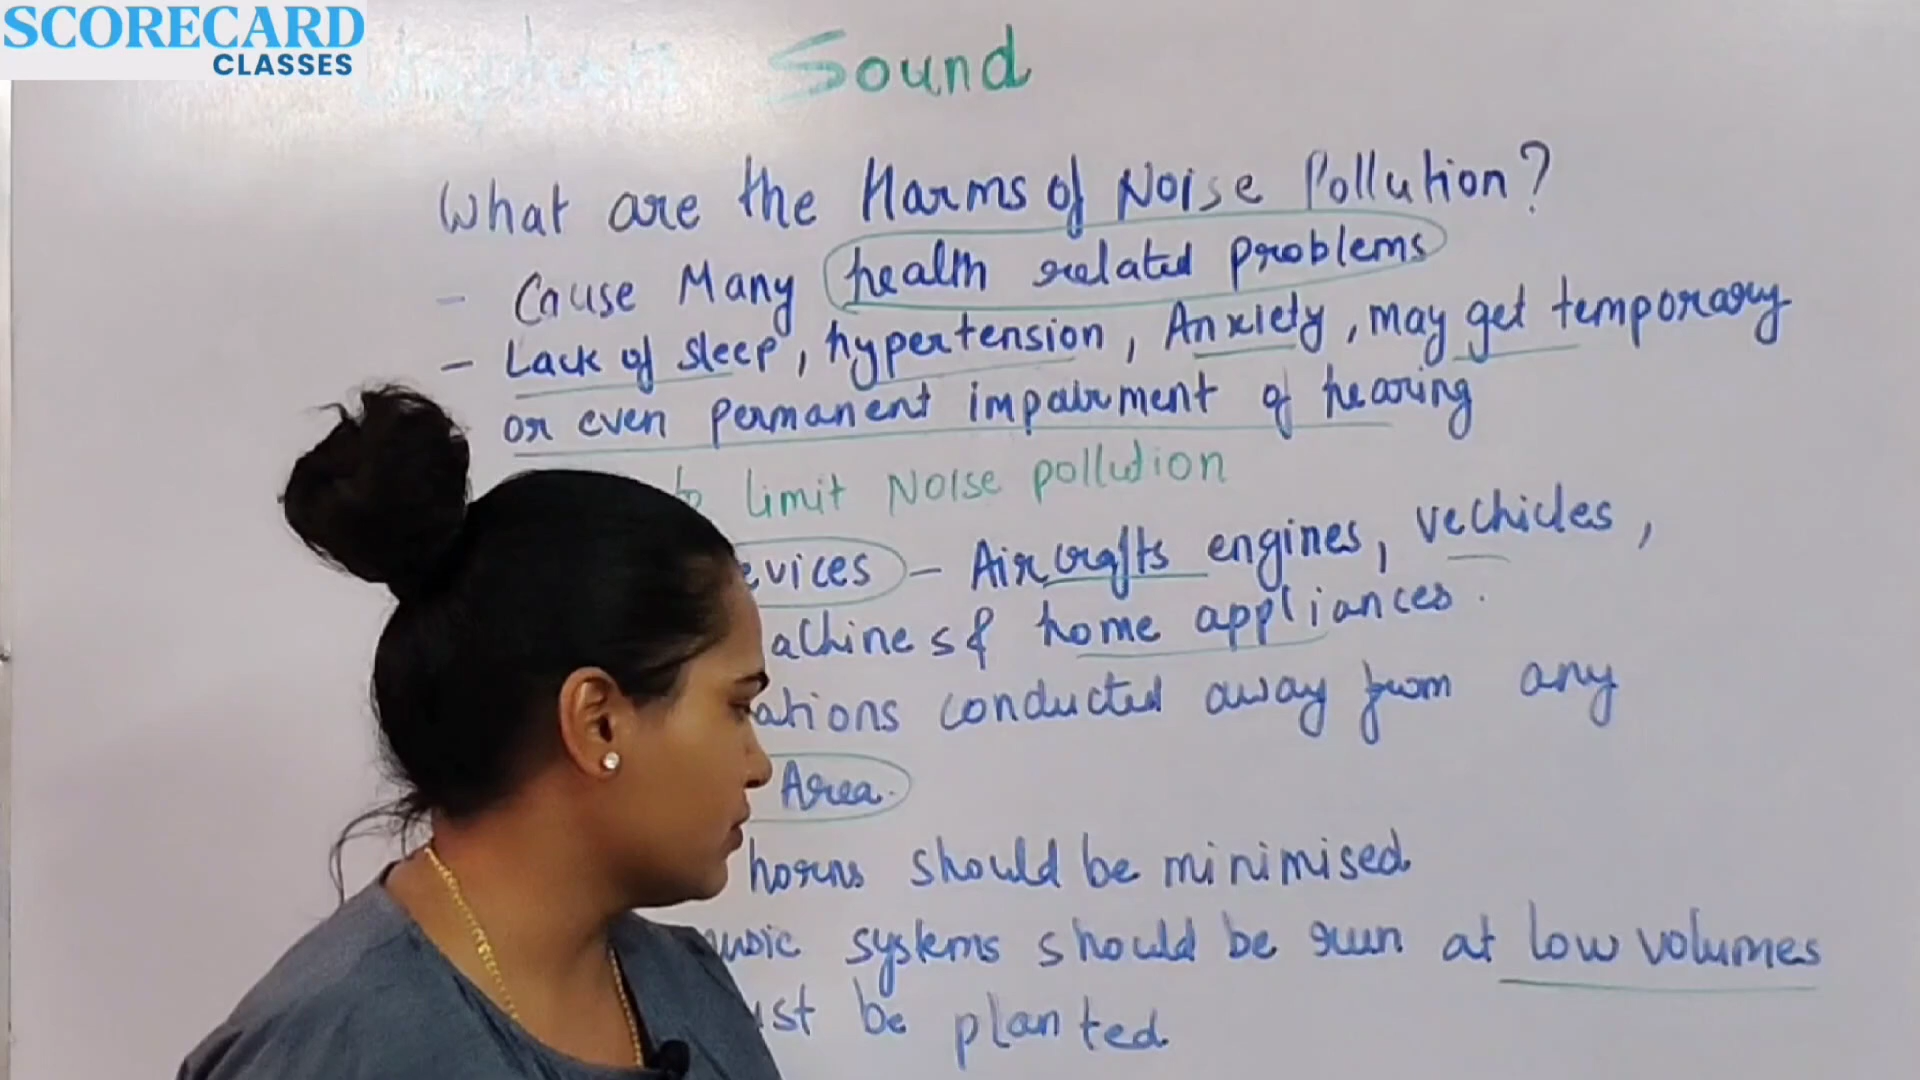 SCORECARD
CLASSES
Sound
What are the Harms of Noise Pollution?
- Cause Many health related problems
- Lack of sleep, hypertension, Anxiety, may get temporary
or even permanent impairment of hearing
to limit Noise pollution
evices - Aircrafts engines, vechicles,
achines & home appliances.
ations conducted away from any
Area.
horns should be minimised
music systems should be run at low volumes
ust be planted